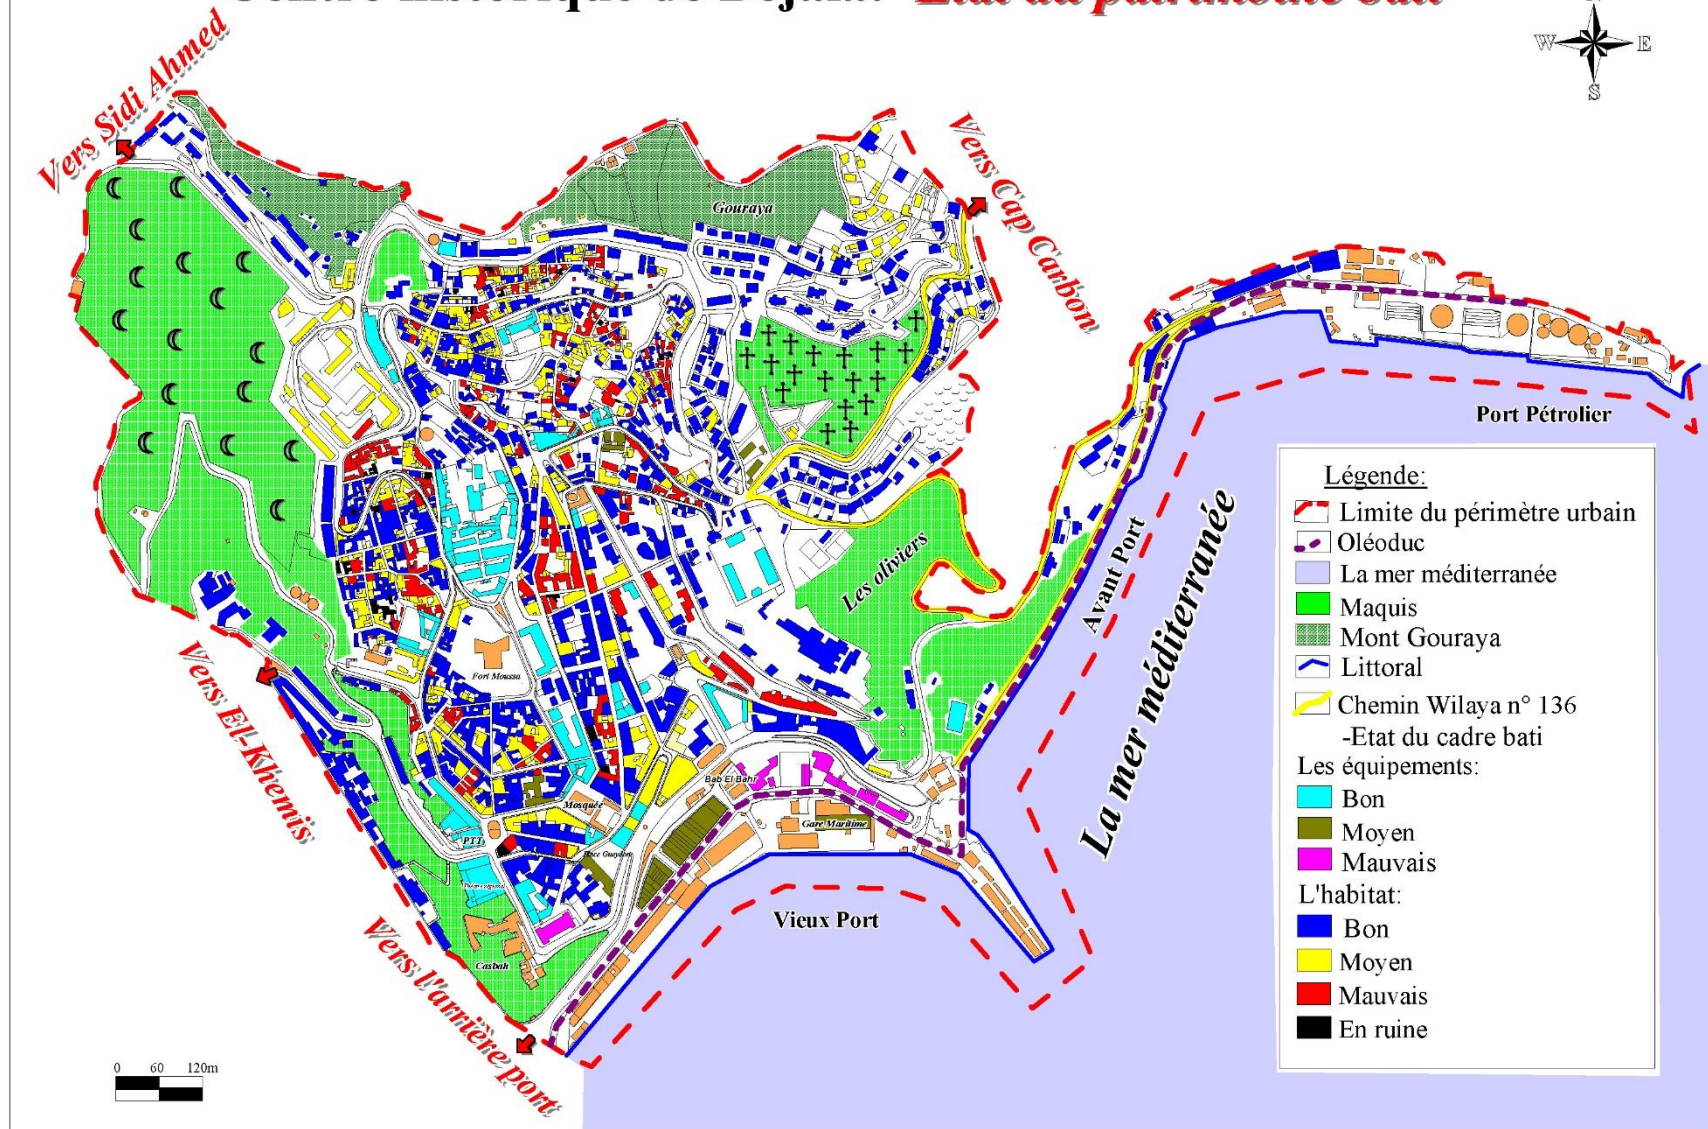 W E
S
Vers Sidi Ahmed
Vers Cap Carbon
Gouraya
Port Pétrolier
Les oliviers
Avant Port
La mer méditerranée
Fort Moussa
Vers El-Khemis
Bab El Bahr
Mosquée
Gare Maritime
PTT
Vieux Port
Casbah
Vers l'arrière port
0 60 120m
Légende:
Limite du périmètre urbain
Oléoduc
La mer méditerranée
Maquis
Mont Gouraya
Littoral
Chemin Wilaya n° 136
-Etat du cadre bati
Les équipements:
Bon
Moyen
Mauvais
L'habitat:
Bon
Moyen
Mauvais
En ruine